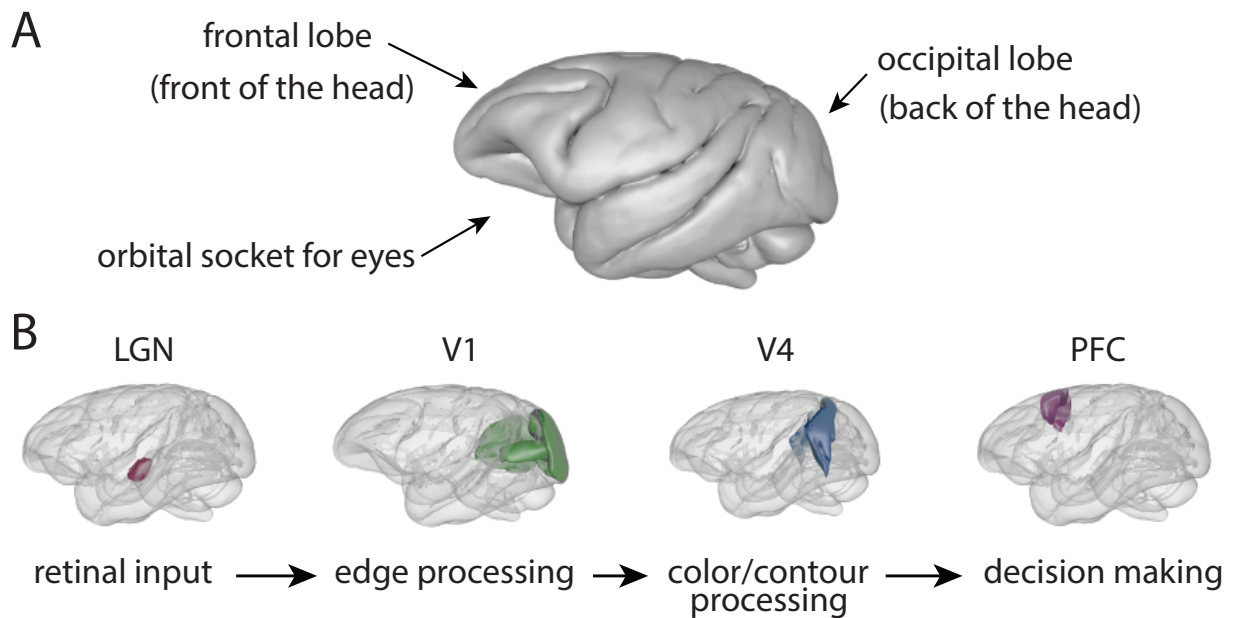 A
frontal lobe
(front of the head)
occipital lobe
(back of the head)
orbital socket for eyes
B
LGN
V1
V4
PFC
retinal input
edge processing
color/contour
processing
decision making